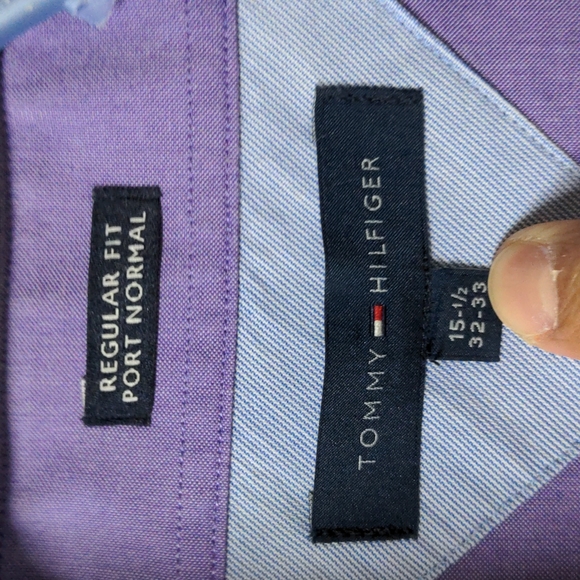 REGULAR FIT
PORT NORMAL
TOMMY HILFIGER
15-1/2
32-33